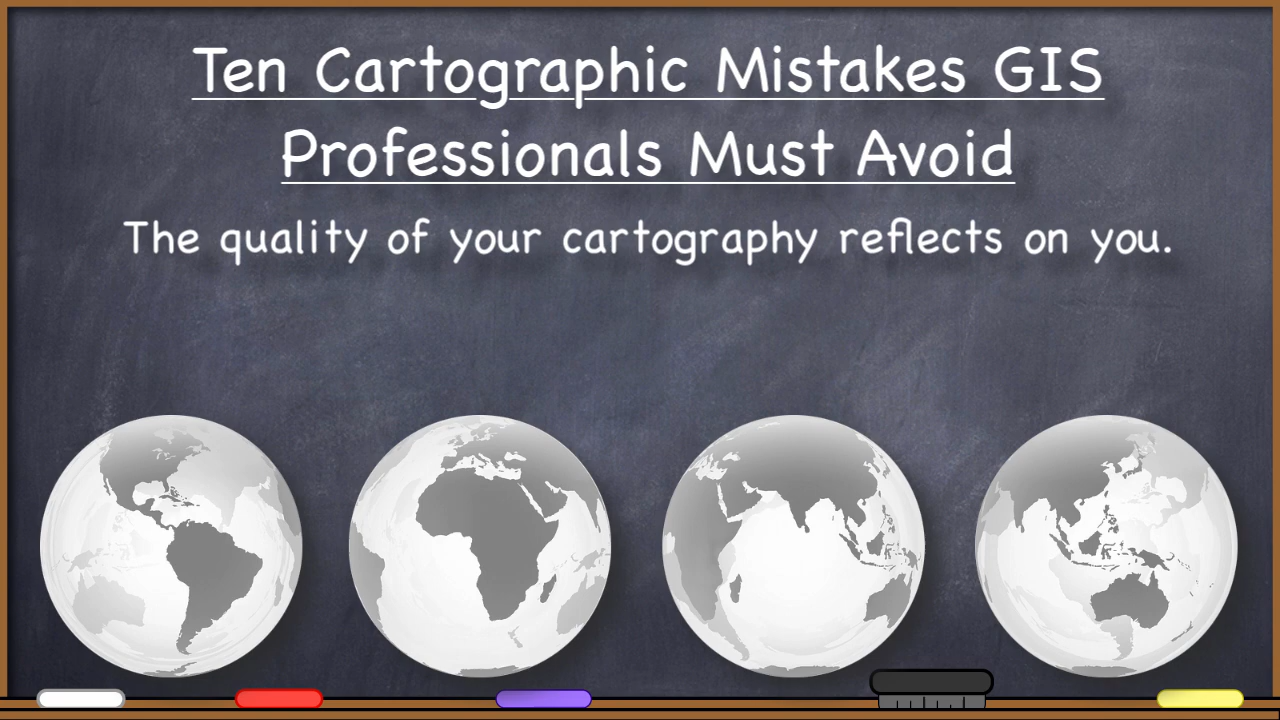 Ten Cartographic Mistakes GIS
Professionals Must Avoid
The quality of your cartography reflects on you.